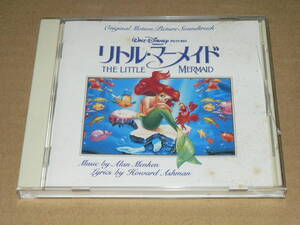 Original Motion Picture Soundtrack
WALT DISNEY PICTURES
リトル・マーメイド
THE LITTLE MERMAID
Music by Alan Menken
Lyrics by Howard Ashman